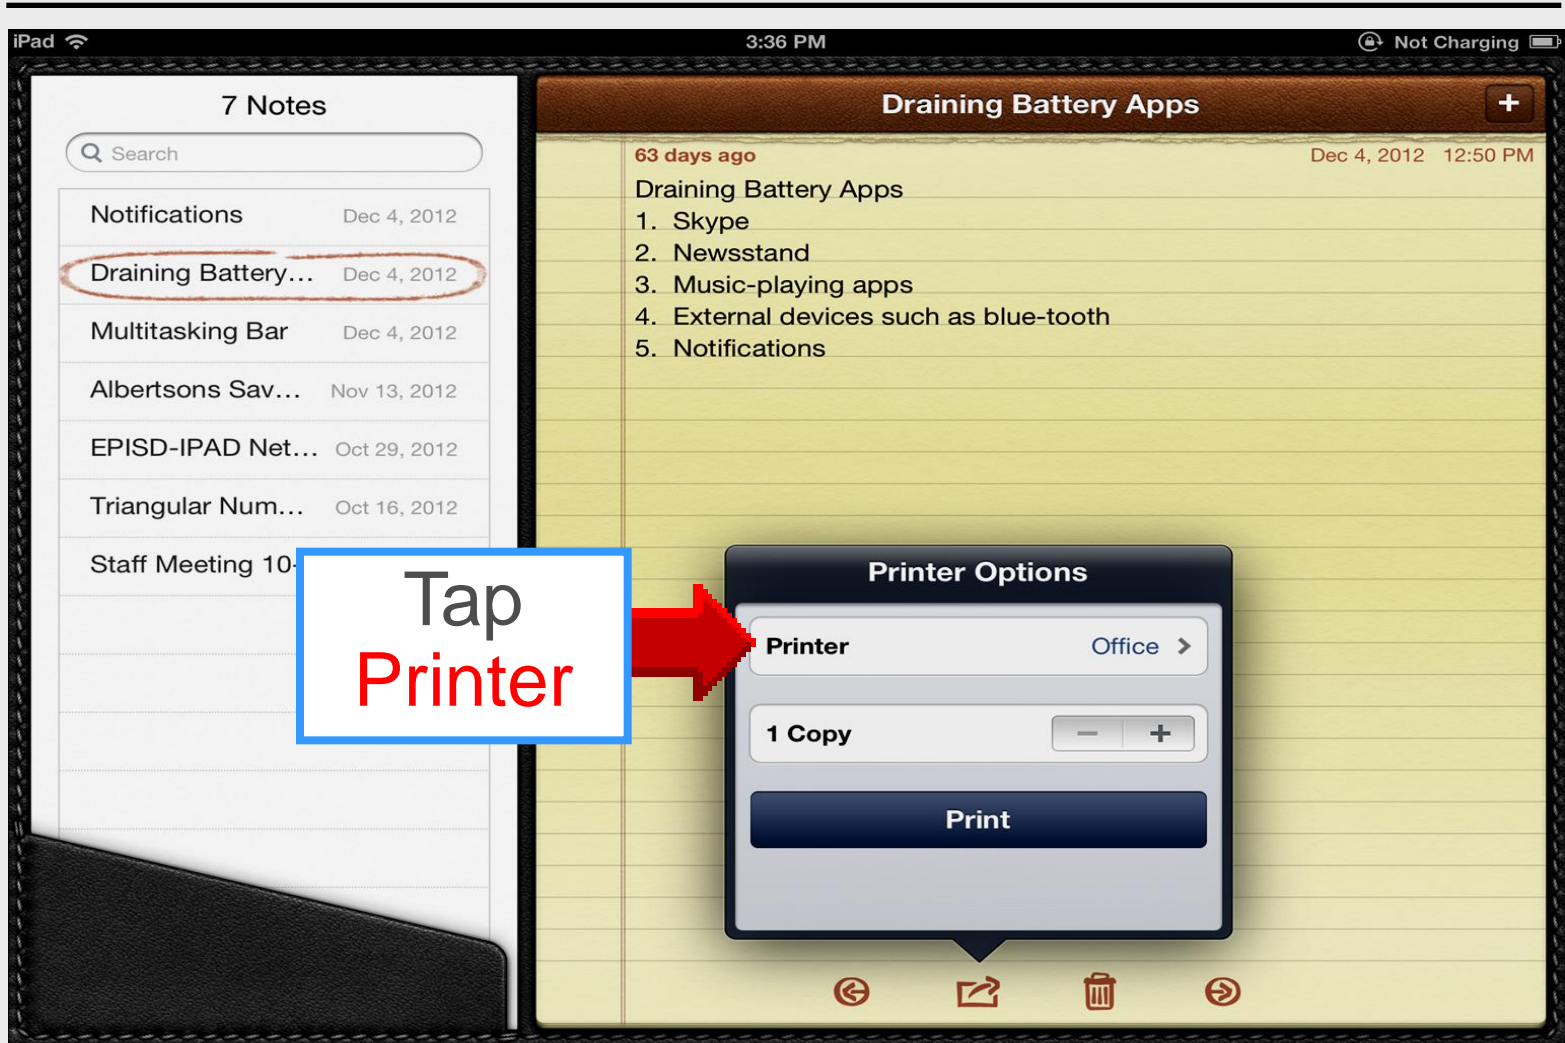 iPad 3:36 PM Not Charging
7 Notes
Search
Notifications Dec 4, 2012
Draining Battery... Dec 4, 2012
Multitasking Bar Dec 4, 2012
Albertsons Sav... Nov 13, 2012
EPISD-IPAD Net... Oct 29, 2012
Triangular Num... Oct 16, 2012
Staff Meeting 10-
Draining Battery Apps +
63 days ago Dec 4, 2012 12:50 PM
Draining Battery Apps
1. Skype
2. Newsstand
3. Music-playing apps
4. External devices such as blue-tooth
5. Notifications
Tap
Printer
Printer Options
Printer Office >
1 Copy - +
Print